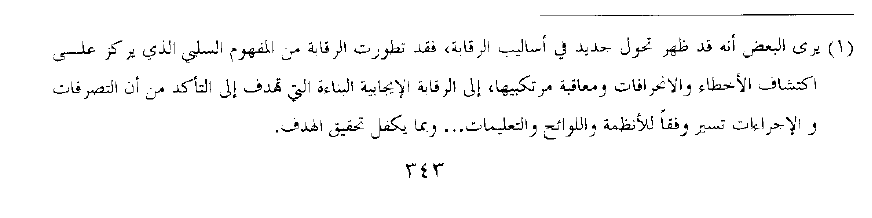 (١) يرى البعض أنه قد ظهر تحول جديد في أساليب الرقابة، فقد تطورت الرقابة من المفهوم السلبي الذي يركز علـــى
اكتشاف الأخطاء والانحرافات ومعاقبة مرتكبيها، إلى الرقابة الإيجابية البناءة التي تهدف إلى التأكد من أن التصرفات
و الإجراءات تسير وفقاً للأنظمة واللوائح والتعليمات... وبما يكفل تحقيق الهدف.
٣٤٣